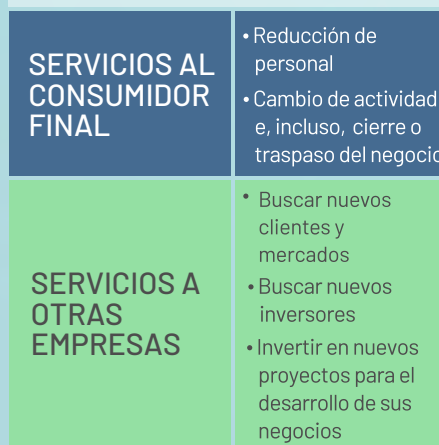 SERVICIOS AL
CONSUMIDOR
FINAL
• Reducción de
personal
• Cambio de actividad
e, incluso, cierre o
traspaso del negocio
SERVICIOS A
OTRAS
EMPRESAS
• Buscar nuevos
clientes y
mercados
• Buscar nuevos
inversores
• Invertir en nuevos
proyectos para el
desarrollo de sus
negocios